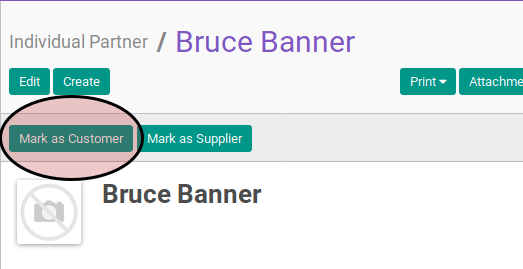 Individual Partner / Bruce Banner
Edit Create Print Attachme
Mark as Customer Mark as Supplier
Bruce Banner